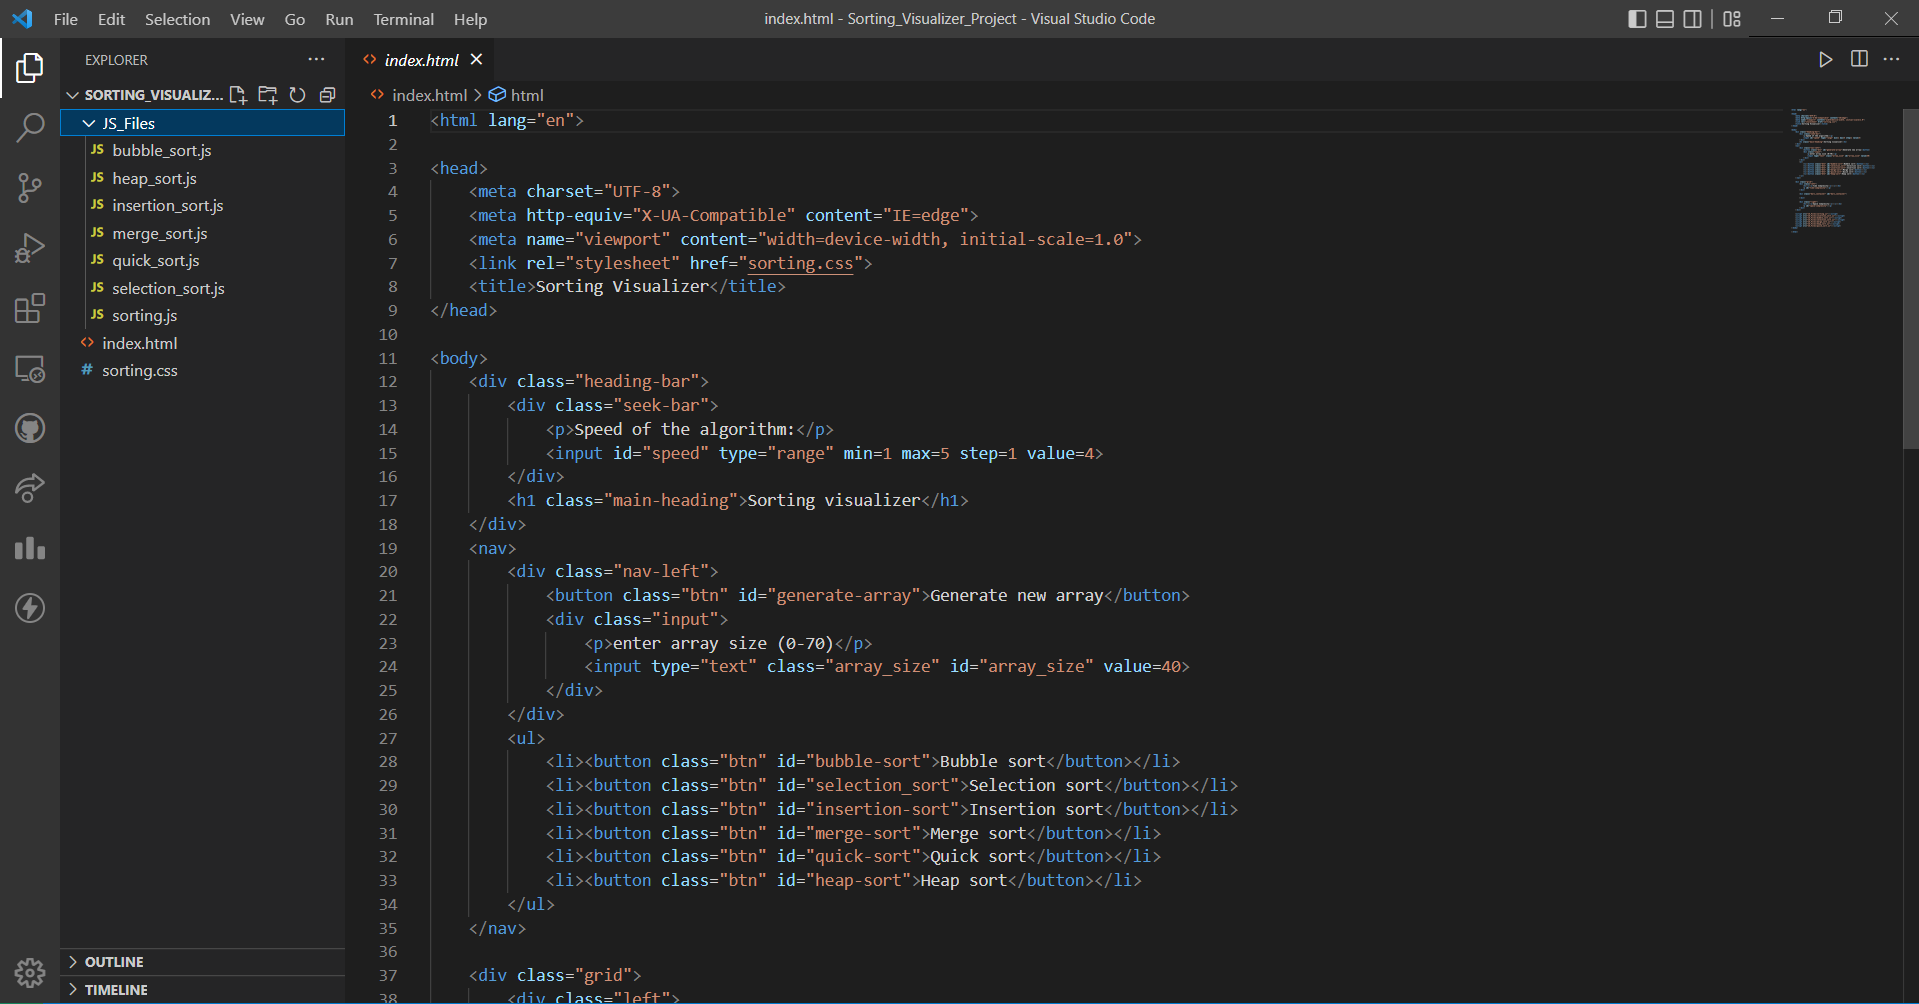 File Edit Selection View Go Run Terminal Help
index.html - Sorting_Visualizer_Project - Visual Studio Code
EXPLORER
SORTING_VISUALIZ...
JS_Files
JS bubble_sort.js
JS heap_sort.js
JS insertion_sort.js
JS merge_sort.js
JS quick_sort.js
JS selection_sort.js
JS sorting.js
<> index.html
# sorting.css
OUTLINE
TIMELINE
<> index.html
<> index.html > html
1 <html lang="en">
2
3 <head>
4 <meta charset="UTF-8">
5 <meta http-equiv="X-UA-Compatible" content="IE=edge">
6 <meta name="viewport" content="width=device-width, initial-scale=1.0">
7 <link rel="stylesheet" href="sorting.css">
8 <title>Sorting Visualizer</title>
9 </head>
10
11 <body>
12 <div class="heading-bar">
13 <div class="seek-bar">
14 <p>Speed of the algorithm:</p>
15 <input id="speed" type="range" min=1 max=5 step=1 value=4>
16 </div>
17 <h1 class="main-heading">Sorting visualizer</h1>
18 </div>
19 <nav>
20 <div class="nav-left">
21 <button class="btn" id="generate-array">Generate new array</button>
22 <div class="input">
23 <p>enter array size (0-70)</p>
24 <input type="text" class="array_size" id="array_size" value=40>
25 </div>
26 </div>
27 <ul>
28 <li><button class="btn" id="bubble-sort">Bubble sort</button></li>
29 <li><button class="btn" id="selection_sort">Selection sort</button></li>
30 <li><button class="btn" id="insertion-sort">Insertion sort</button></li>
31 <li><button class="btn" id="merge-sort">Merge sort</button></li>
32 <li><button class="btn" id="quick-sort">Quick sort</button></li>
33 <li><button class="btn" id="heap-sort">Heap sort</button></li>
34 </ul>
35 </nav>
36
37 <div class="grid">
38 <div class="left">